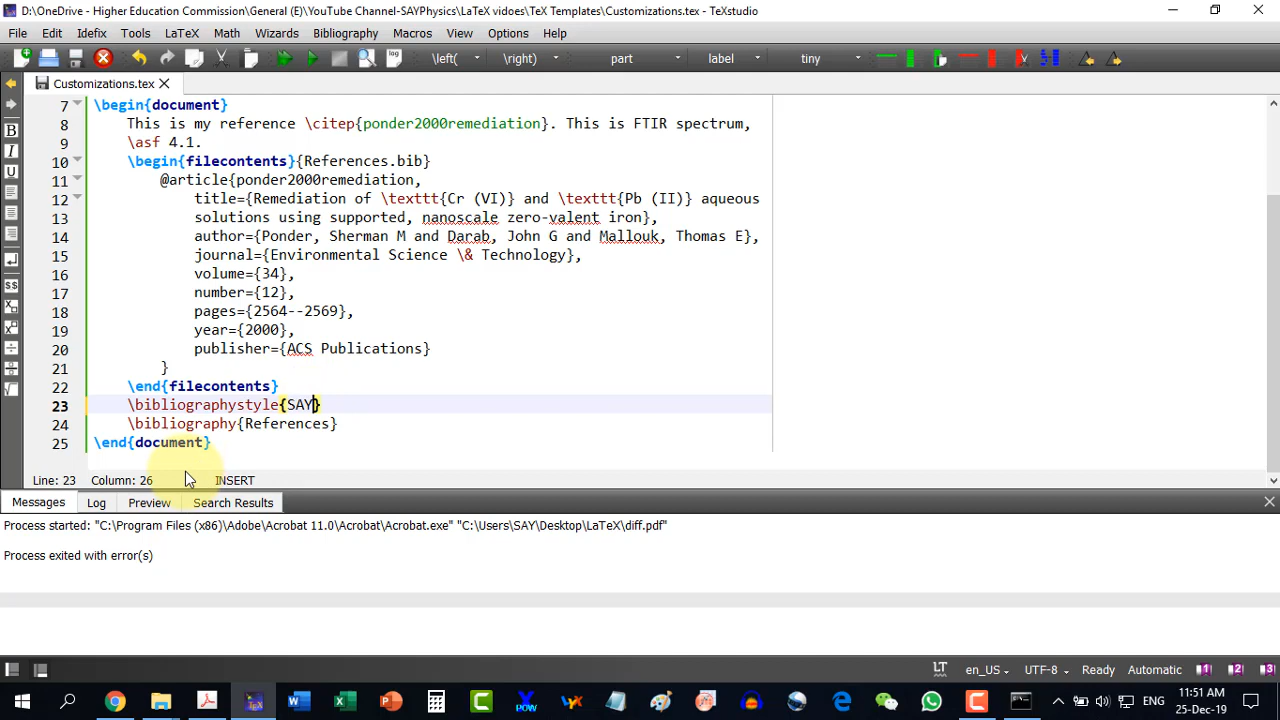 D:\OneDrive - Higher Education Commission\General (E)\YouTube Channel-SAYPhysics\LaTeX vidoes\TeX Templates\Customizations.tex - TeXstudio
File Edit Idefix Tools LaTeX Math Wizards Bibliography Macros View Options Help
\left( \right) part label tiny
Customizations.tex
7 \begin{document}
8 This is my reference \citep{ponder2000remediation}. This is FTIR spectrum,
9 \asf 4.1.
10 \begin{filecontents}{References.bib}
11 @article{ponder2000remediation,
12 title={Remediation of \texttt{Cr (VI)} and \texttt{Pb (II)} aqueous
13 solutions using supported, nanoscale zero-valent iron},
14 author={Ponder, Sherman M and Darab, John G and Mallouk, Thomas E},
15 journal={Environmental Science \& Technology},
16 volume={34},
17 number={12},
18 pages={2564--2569},
19 year={2000},
20 publisher={ACS Publications}
21 }
22 \end{filecontents}
23 \bibliographystyle{SAY}
24 \bibliography{References}
25 \end{document}
Line: 23 Column: 26 INSERT
Messages Log Preview Search Results
Process started: "C:\Program Files (x86)\Adobe\Acrobat 11.0\Acrobat\Acrobat.exe" "C:\Users\SAY\Desktop\LaTeX\diff.pdf"
Process exited with error(s)
LT en_US UTF-8 Ready Automatic 1 2 3
ENG 11:51 AM
25-Dec-19